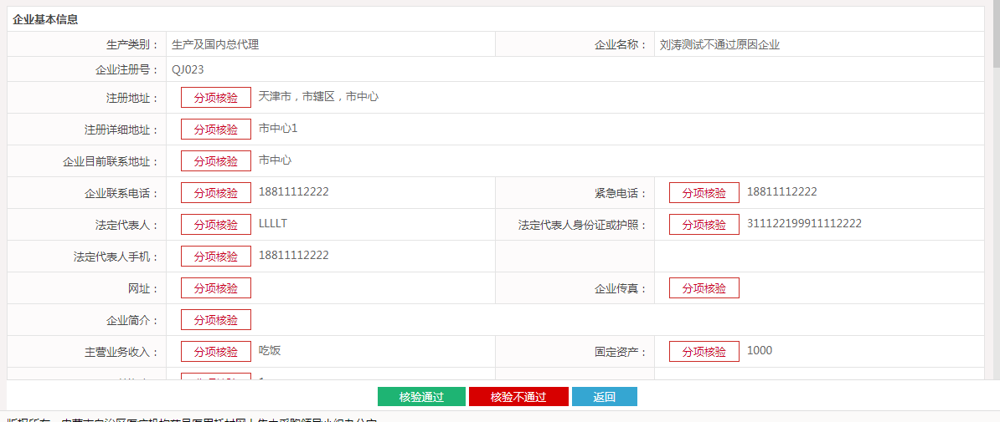 企业基本信息
生产类别： 生产及国内总代理 企业名称： 刘涛测试不通过原因企业
企业注册号： QJ023
注册地址： 分项核验 天津市，市辖区，市中心
注册详细地址： 分项核验 市中心1
企业目前联系地址： 分项核验 市中心
企业联系电话： 分项核验 18811112222 紧急电话： 分项核验 18811112222
法定代表人： 分项核验 LLLLT 法定代表人身份证或护照： 分项核验 311122199911112222
法定代表人手机： 分项核验 18811112222
网址： 分项核验 企业传真： 分项核验
企业简介： 分项核验
主营业务收入： 分项核验 吃饭 固定资产： 分项核验 1000
核验通过 核验不通过 返回